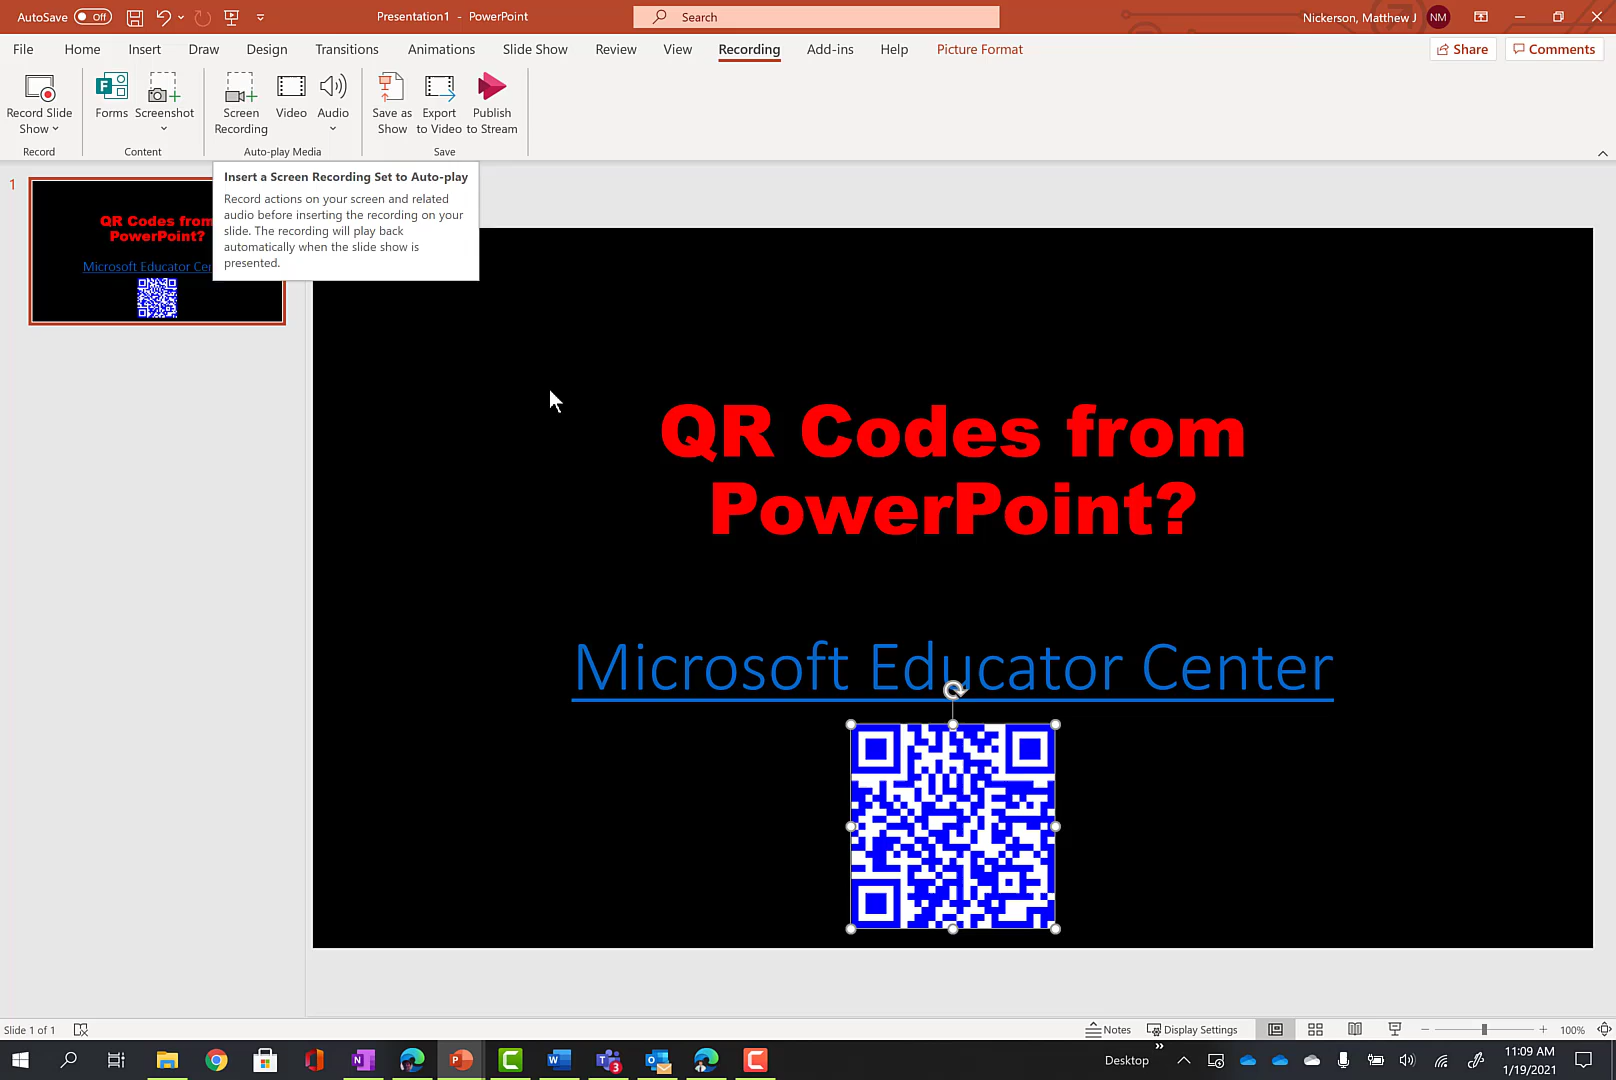 AutoSave Off Presentation1 - PowerPoint Search Nickerson, Matthew J NM
File Home Insert Draw Design Transitions Animations Slide Show Review View Recording Add-ins Help Picture Format Share Comments
Record Slide Show
Forms
Screenshot
Screen Recording
Video
Audio
Save as Show
Export to Video
Publish to Stream
Record Content Auto-play Media Save
Insert a Screen Recording Set to Auto-play
Record actions on your screen and related
audio before inserting the recording on your
slide. The recording will play back
automatically when the slide show is
presented.
1
QR Codes from
PowerPoint?
Microsoft Educator Cen
QR Codes from
PowerPoint?
Microsoft Educator Center
Slide 1 of 1 Notes Display Settings 100%
Desktop 11:09 AM
1/19/2021